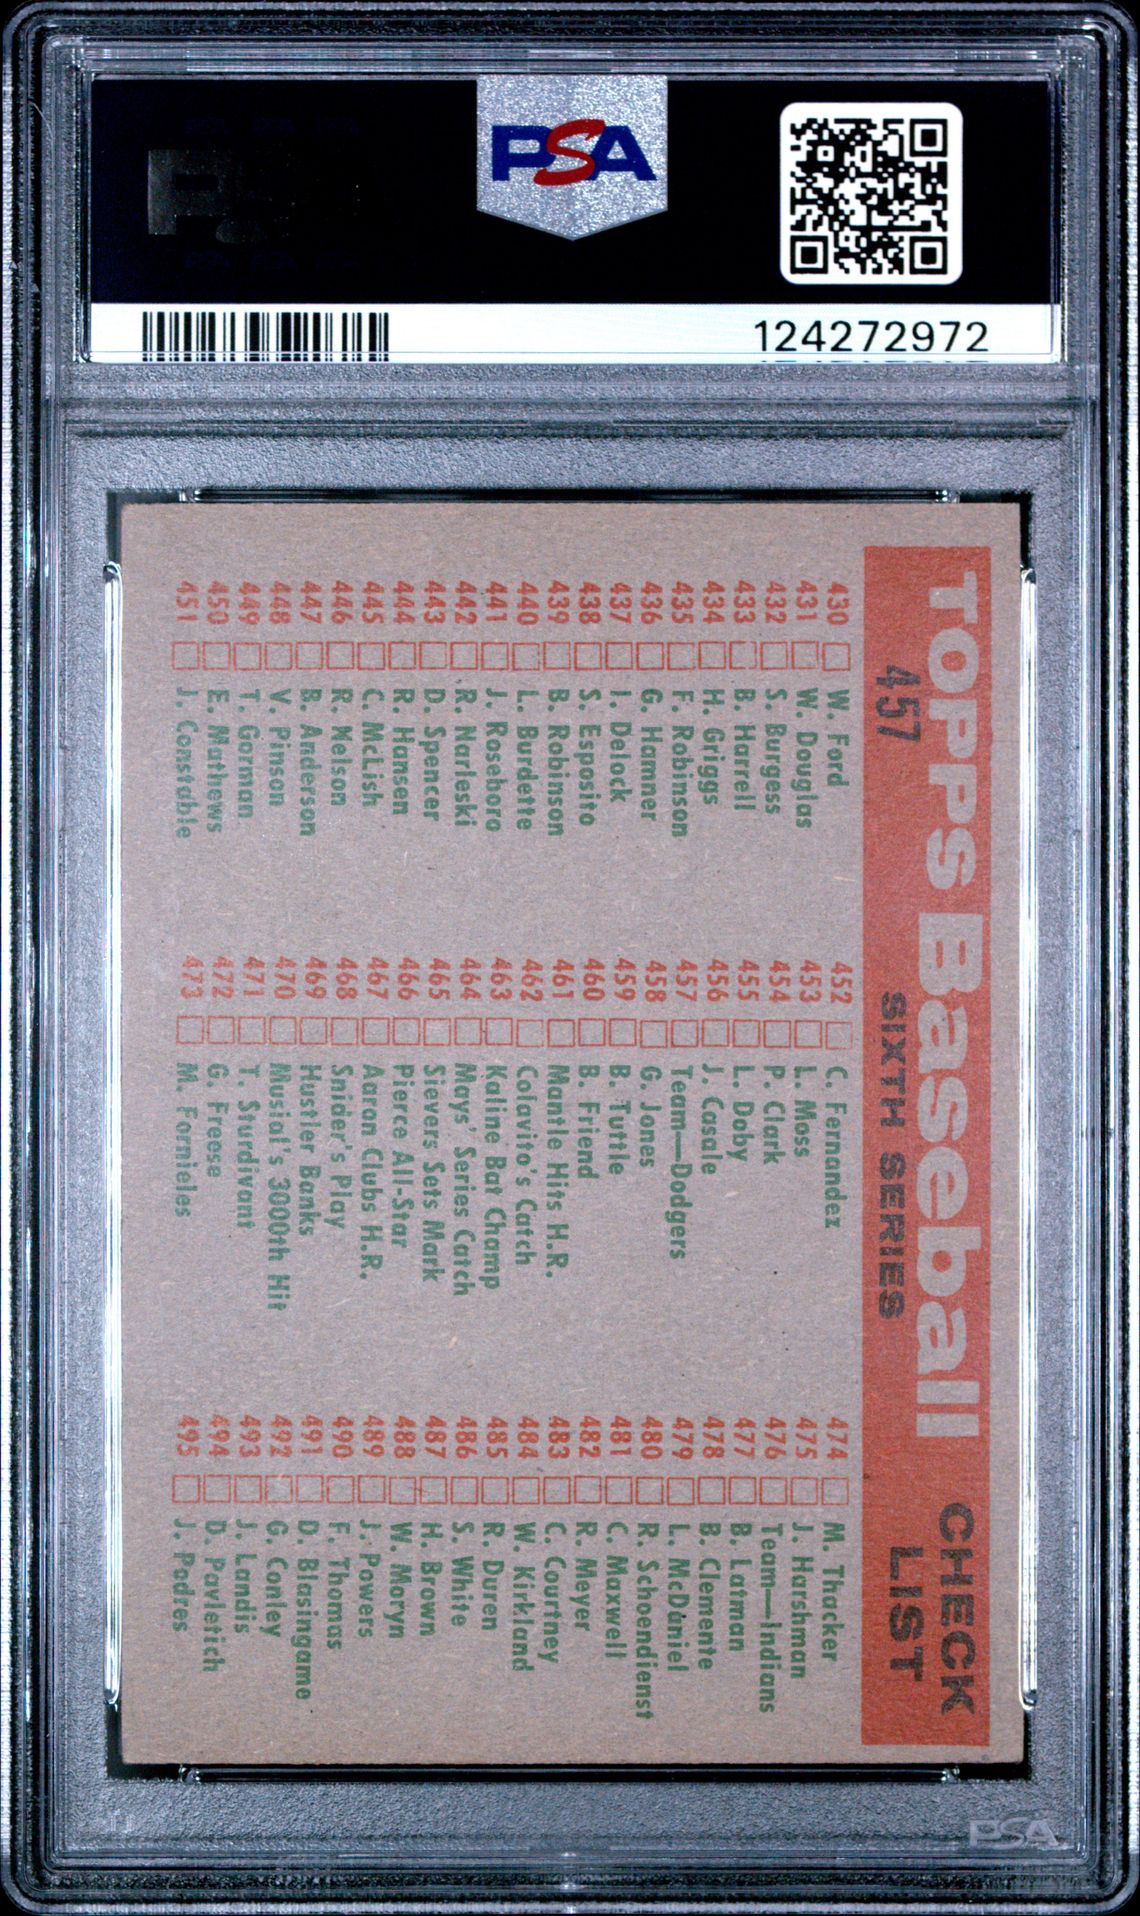 PSA
124272972
TOPPS Baseball CHECK LIST
457 SIXTH SERIES
430 W. Ford
431 W. Douglas
432 S. Burgess
433 B. Harrell
434 H. Griggs
435 F. Robinson
436 G. Hamner
437 I. Delock
438 S. Esposito
439 B. Robinson
440 L. Burdette
441 J. Roseboro
442 R. Narleski
443 D. Spencer
444 R. Hansen
445 C. McLish
446 R. Nelson
447 B. Anderson
448 V. Pinson
449 T. Gorman
450 E. Mathews
451 J. Constable
452 C. Fernandez
453 L. Moss
454 P. Clark
455 L. Doby
456 J. Casale
457 Team—Dodgers
458 G. Jones
459 B. Tuttle
460 B. Friend
461 Mantle Hits H.R.
462 Colavito's Catch
463 Kaline Bat Champ
464 Mays' Series Catch
465 Sievers Sets Mark
466 Pierce All-Star
467 Aaron Clubs H.R.
468 Snider's Play
469 Hustler Banks
470 Musial's 3000th Hit
471 T. Sturdivant
472 G. Freese
473 M. Fornieles
474 M. Thacker
475 J. Harshman
476 Team—Indians
477 B. Latman
478 B. Clemente
479 L. McDaniel
480 R. Schoendienst
481 C. Maxwell
482 R. Meyer
483 C. Courtney
484 W. Kirkland
485 R. Duren
486 S. White
487 H. Brown
488 W. Moryn
489 J. Powers
490 F. Thomas
491 D. Blasingame
492 G. Conley
493 J. Landis
494 D. Pavletich
495 J. Podres
PSA